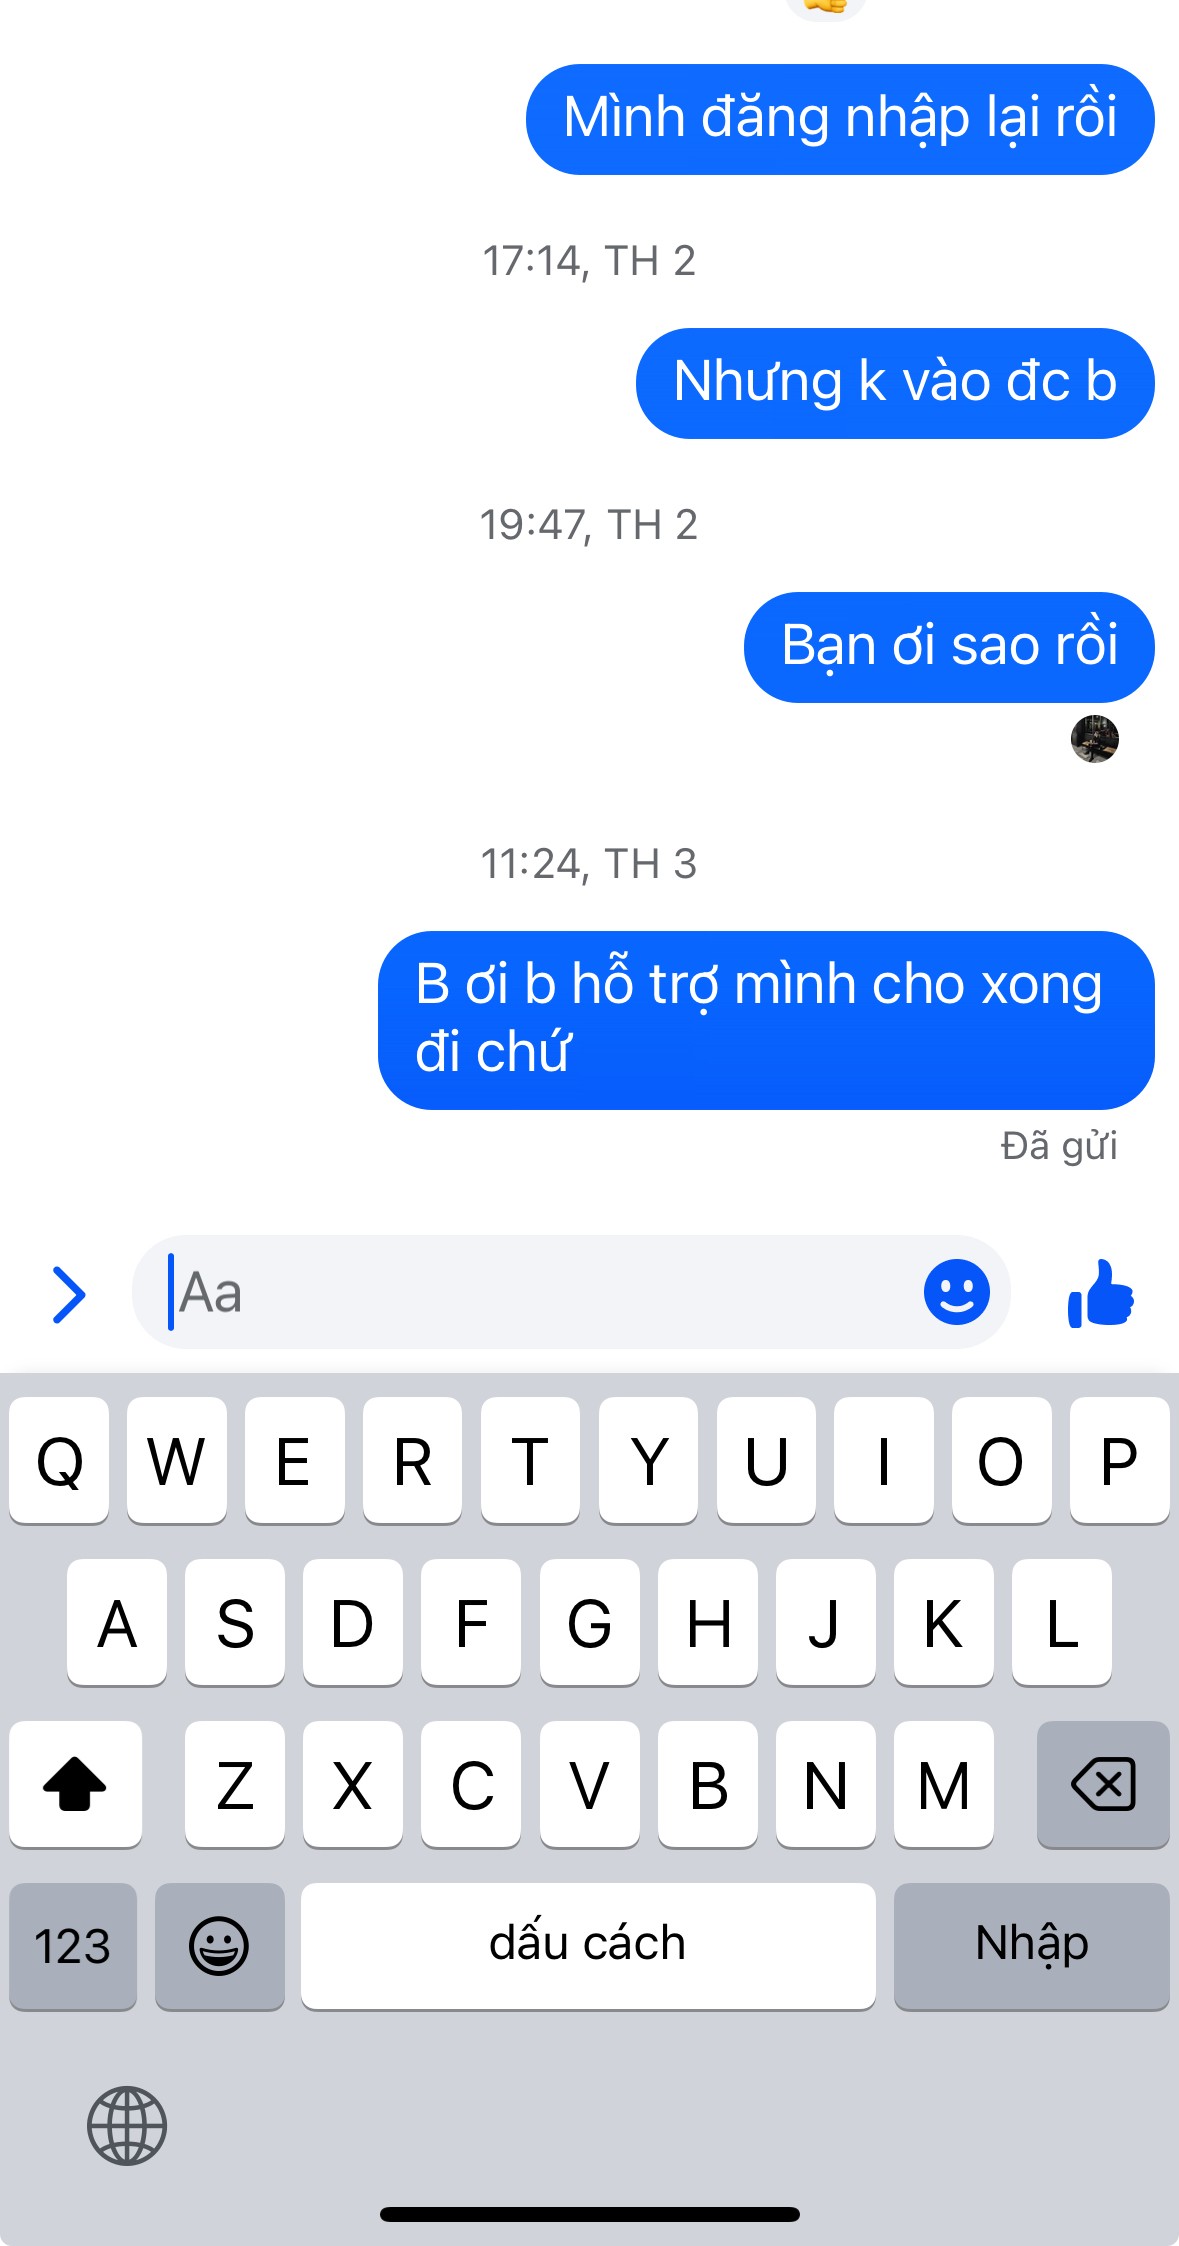 Mình đăng nhập lại rồi
17:14, TH 2
Nhưng k vào đc b
19:47, TH 2
Bạn ơi sao rồi
11:24, TH 3
B ơi b hỗ trợ mình cho xong
đi chứ
Đã gửi
Aa
Q W E R T Y U I O P
A S D F G H J K L
Z X C V B N M
123 dấu cách Nhập